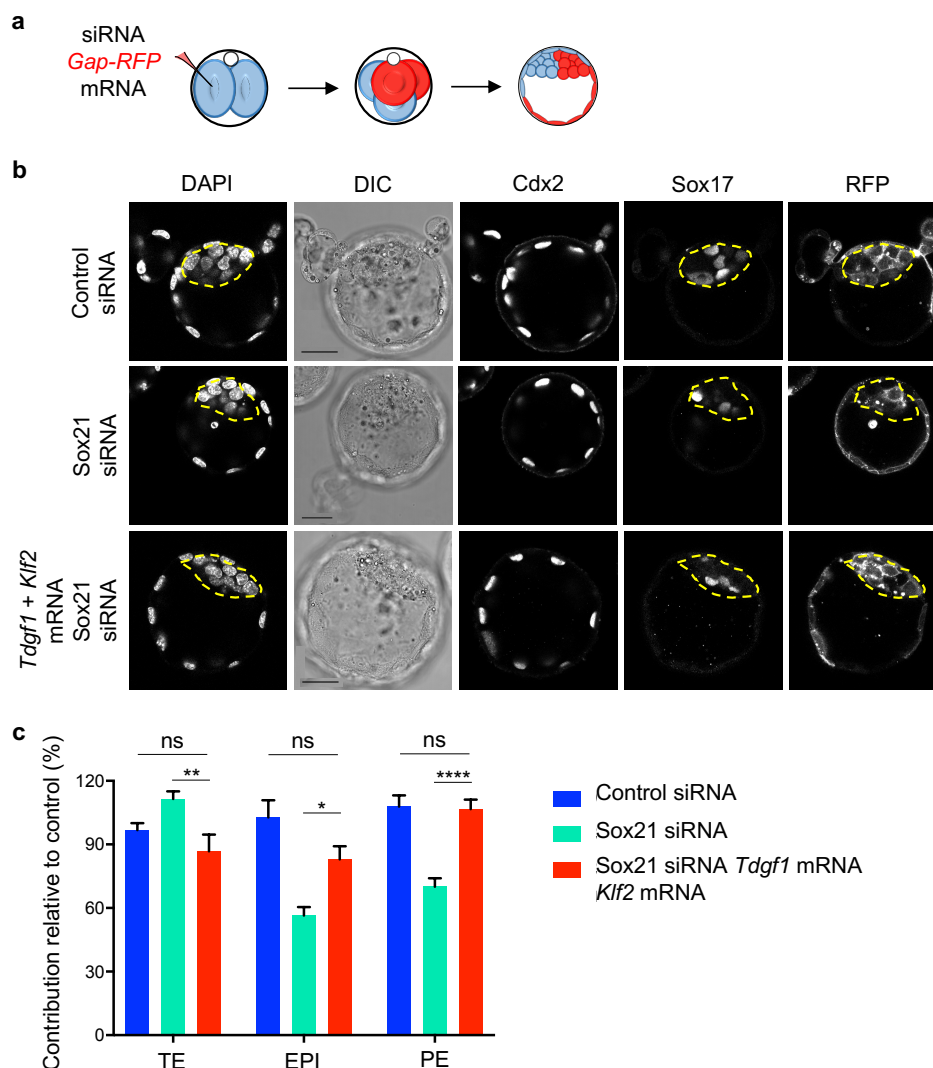 a
siRNA
Gap-RFP
mRNA
b
DAPI DIC Cdx2 Sox17 RFP
Control
siRNA
Sox21
siRNA
Tdgf1 + Klf2
mRNA
Sox21
siRNA
c
ns ns ns
** * ****
Contribution relative to control (%)
120
90
60
30
0
TE EPI PE
Control siRNA
Sox21 siRNA
Sox21 siRNA Tdgf1 mRNA
Klf2 mRNA